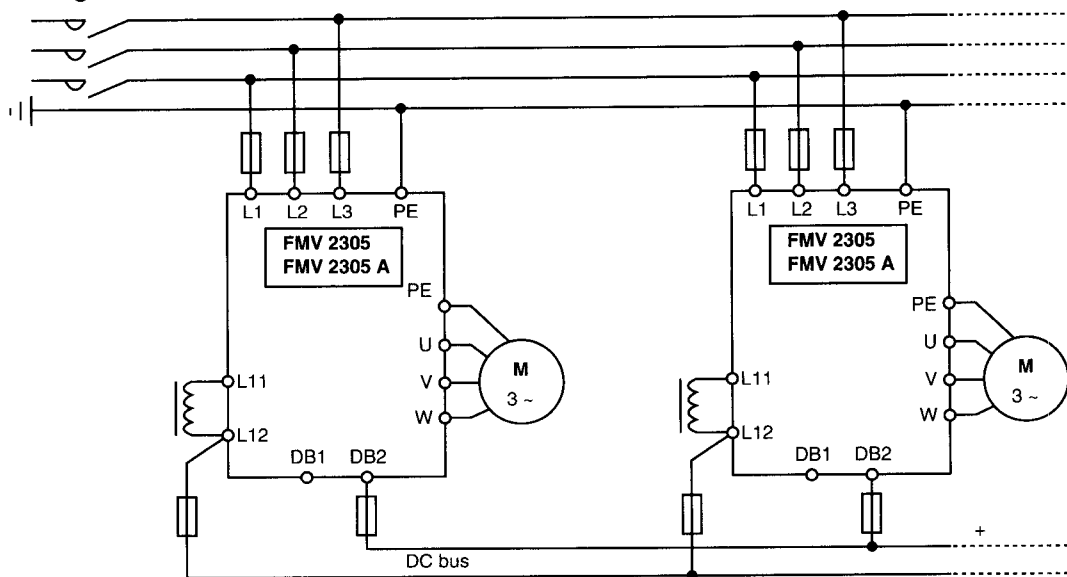 L1 L2 L3 PE
FMV 2305
FMV 2305 A
PE
U
V
W
M
3 ~
L11
L12
DB1 DB2
L1 L2 L3 PE
FMV 2305
FMV 2305 A
PE
U
V
W
M
3 ~
L11
L12
DB1 DB2
+
DC bus